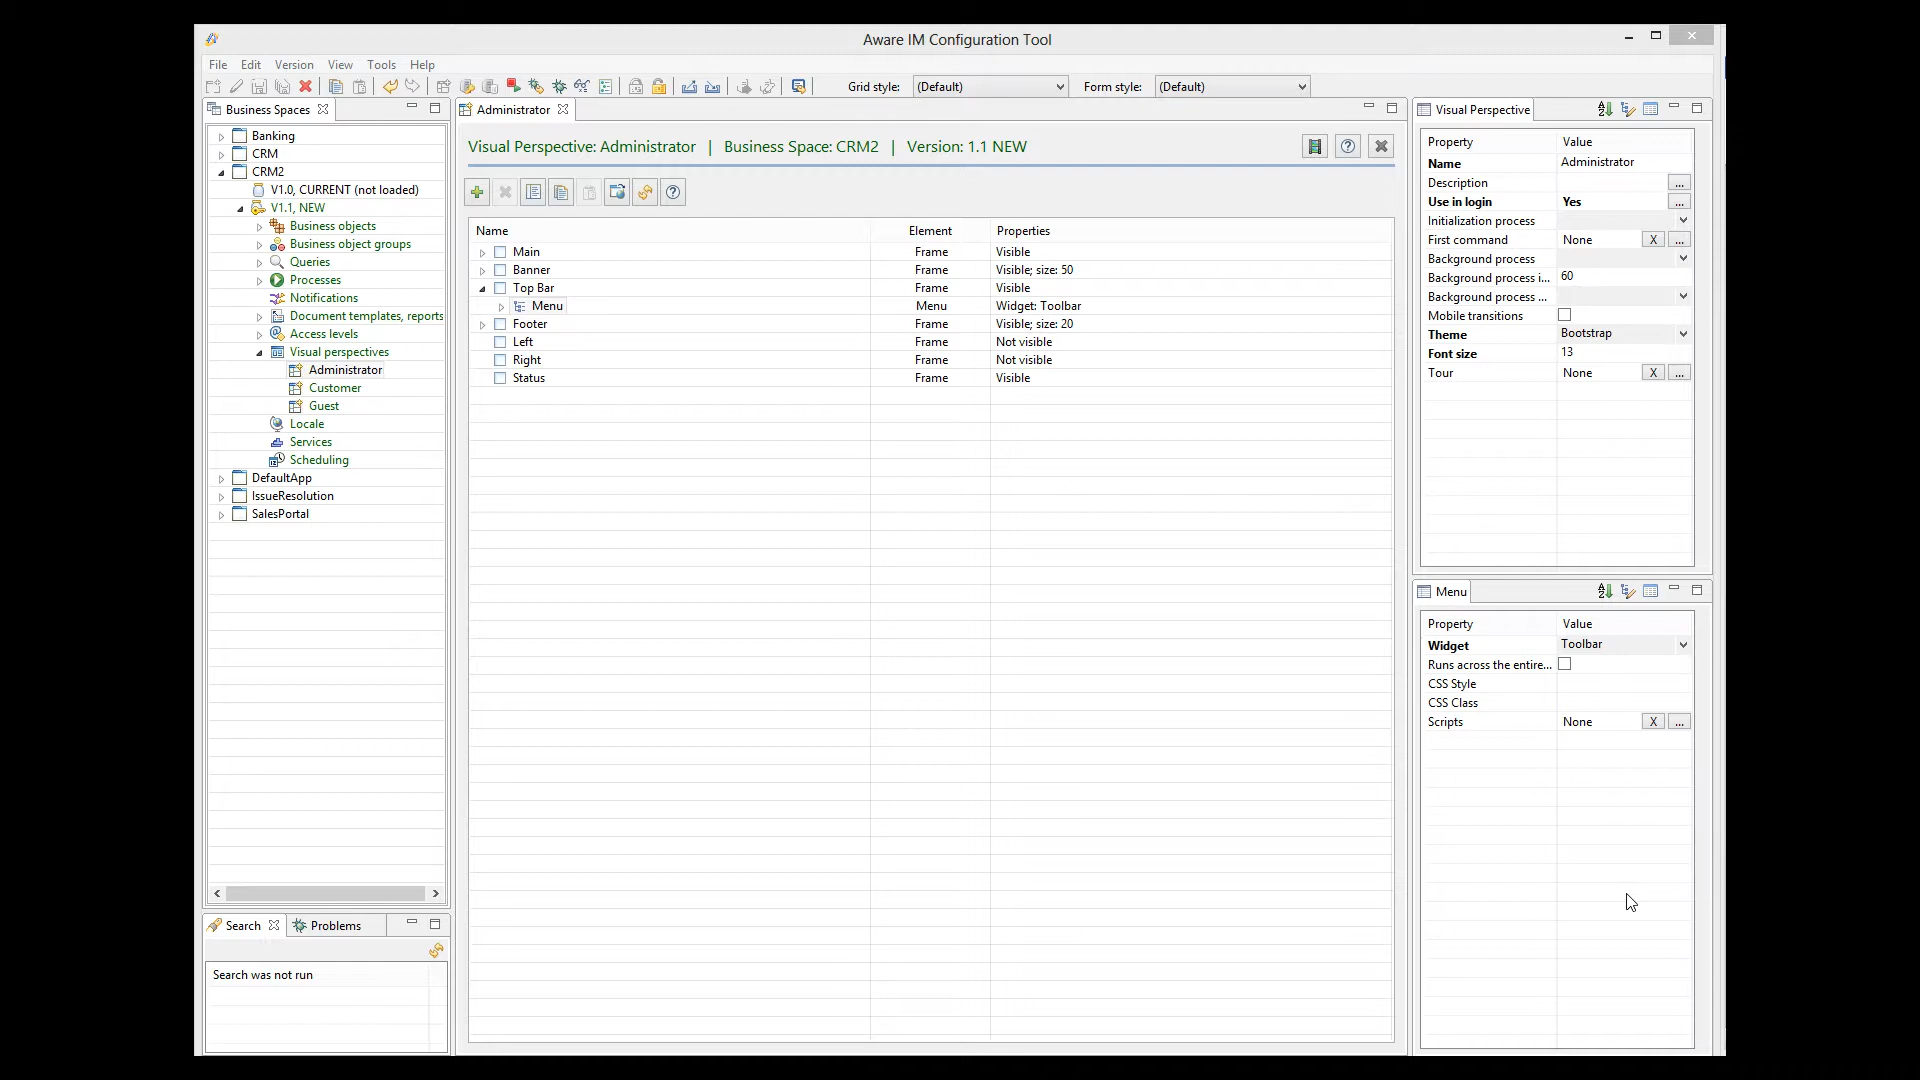 Aware IM Configuration Tool
File Edit Version View Tools Help
Grid style: (Default) Form style: (Default)
Business Spaces
Banking
CRM
CRM2
V1.0, CURRENT (not loaded)
V1.1, NEW
Business objects
Business object groups
Queries
Processes
Notifications
Document templates, reports
Access levels
Visual perspectives
Administrator
Customer
Guest
Locale
Services
Scheduling
DefaultApp
IssueResolution
SalesPortal
Search Problems
Search was not run
Administrator
Visual Perspective: Administrator | Business Space: CRM2 | Version: 1.1 NEW
Name Element Properties
Main Frame Visible
Banner Frame Visible; size: 50
Top Bar Frame Visible
Menu Menu Widget: Toolbar
Footer Frame Visible; size: 20
Left Frame Not visible
Right Frame Not visible
Status Frame Visible
Visual Perspective
Property Value
Name Administrator
Description ...
Use in login Yes ...
Initialization process
First command None X ...
Background process
Background process i... 60
Background process ...
Mobile transitions
Theme Bootstrap
Font size 13
Tour None X ...
Menu
Property Value
Widget Toolbar
Runs across the entire...
CSS Style
CSS Class
Scripts None X ...